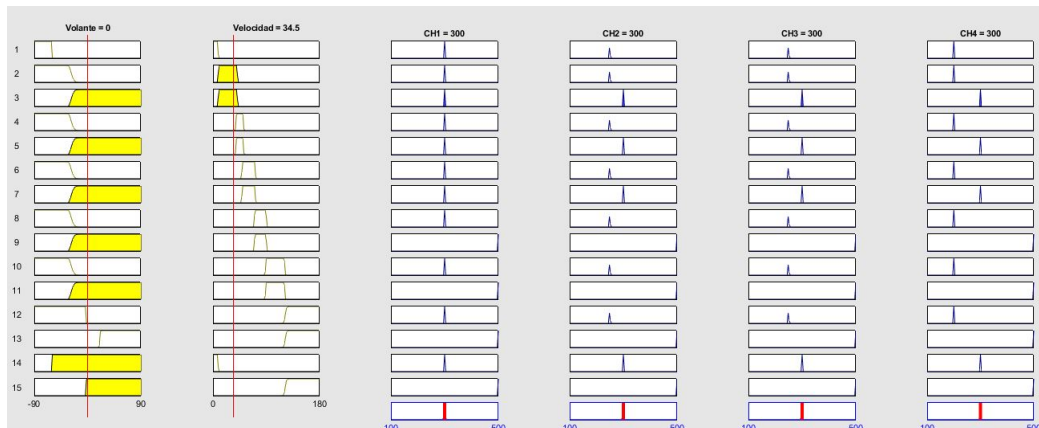 Volante = 0
Velocidad = 34.5
CH1 = 300
CH2 = 300
CH3 = 300
CH4 = 300
1
2
3
4
5
6
7
8
9
10
11
12
13
14
15
-90 90 0 180
100 500 100 500 100 500 100 500